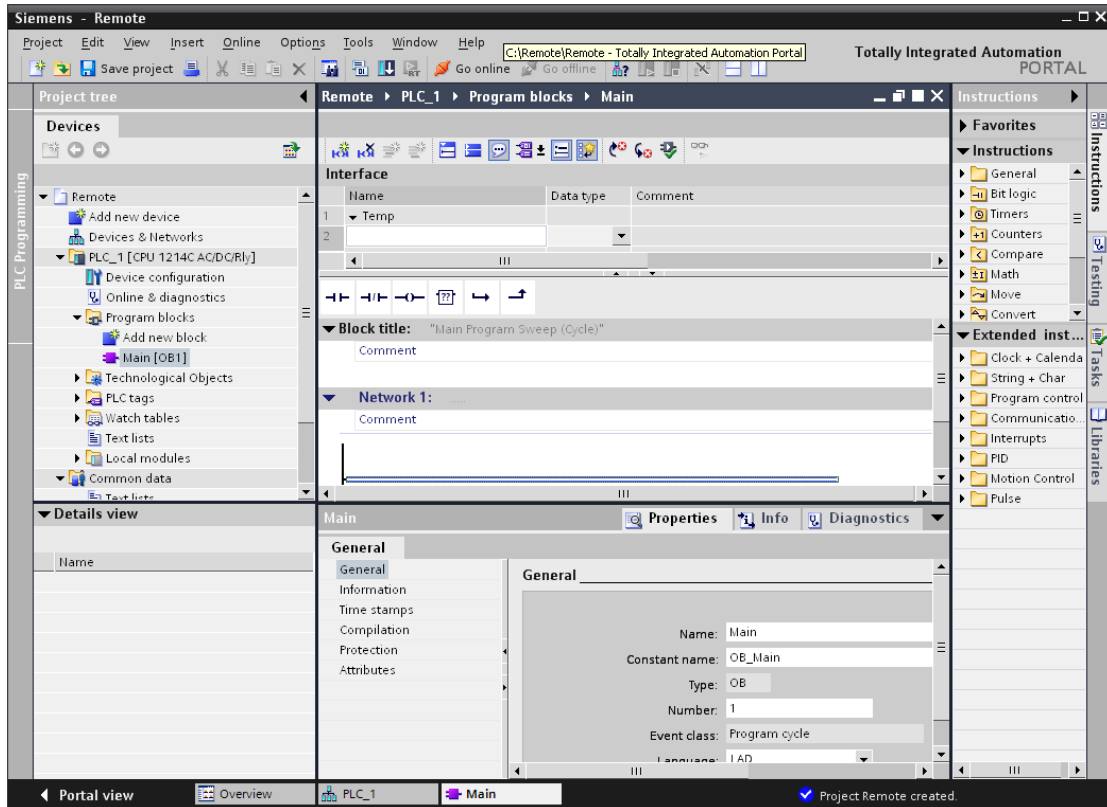 Siemens - Remote
Project Edit View Insert Online Options Tools Window Help
C:\Remote\Remote - Totally Integrated Automation Portal
Totally Integrated Automation
PORTAL
Save project
Go online
Go offline
PLC Programming
Project tree
Devices
Remote
Add new device
Devices & Networks
PLC_1 [CPU 1214C AC/DC/Rly]
Device configuration
Online & diagnostics
Program blocks
Add new block
Main [OB1]
Technological Objects
PLC tags
Watch tables
Text lists
Local modules
Common data
Text lists
Details view
Name
Remote PLC_1 Program blocks Main
Interface
Name Data type Comment
1 Temp
2
??
Block title: "Main Program Sweep (Cycle)"
Comment
Network 1: .....
Comment
Main
Properties Info Diagnostics
General
General
Information
Time stamps
Compilation
Protection
Attributes
General
Name: Main
Constant name: OB_Main
Type: OB
Number: 1
Event class: Program cycle
Language: LAD
Instructions
Favorites
Instructions
General
Bit logic
Timers
Counters
Compare
Math
Move
Convert
Extended inst...
Clock + Calenda
String + Char
Program control
Communicatio...
Interrupts
PID
Motion Control
Pulse
Instructions
Testing
Tasks
Libraries
Portal view
Overview
PLC_1
Main
Project Remote created.